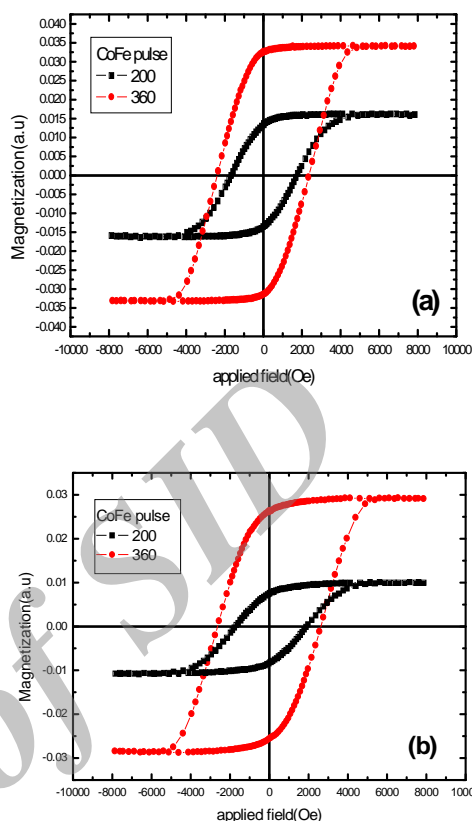 0.040
0.035
0.030
0.025
0.020
0.015
0.010
0.005
0.000
-0.005
-0.010
-0.015
-0.020
-0.025
-0.030
-0.035
-0.040
Magnetization(a.u)
CoFe pulse
200
360
(a)
-10000 -8000 -6000 -4000 -2000 0 2000 4000 6000 8000 10000
applied field(Oe)
0.03
0.02
0.01
0.00
-0.01
-0.02
-0.03
Magnetization(a.u)
CoFe pulse
200
360
(b)
-10000 -8000 -6000 -4000 -2000 0 2000 4000 6000 8000 1000
applied field(Oe)
of SID